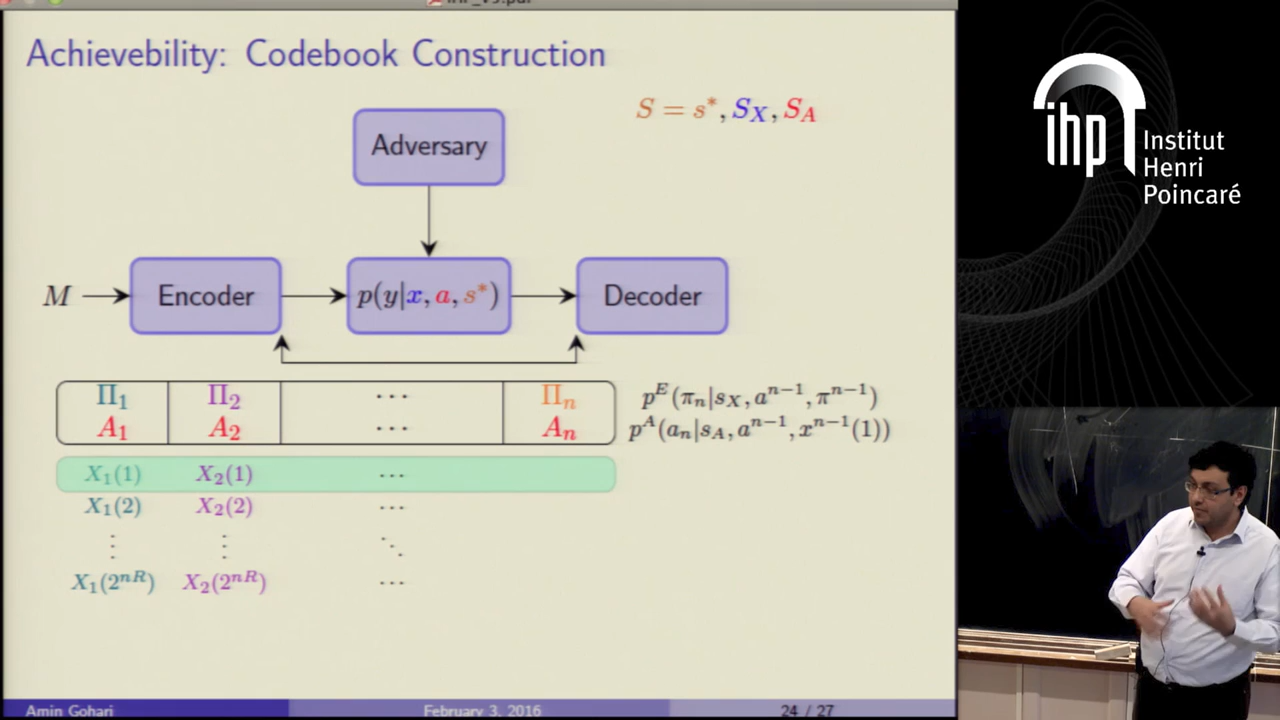 Achievebility: Codebook Construction
S = s*, S_X, S_A
Adversary
M
Encoder
p(y|x, a, s*)
Decoder
Π_1 Π_2 ⋯ Π_n
p^E(π_n|s_X, a^{n−1}, π^{n−1})
A_1 A_2 ⋯ A_n
p^A(a_n|s_A, a^{n−1}, x^{n−1}(1))
X_1(1) X_2(1) ⋯
X_1(2) X_2(2) ⋯
⋮ ⋮ ⋱
X_1(2^{nR}) X_2(2^{nR}) ⋯
Amin Gohari
February 3, 2016
24 / 27
ihp
Institut
Henri
Poincaré